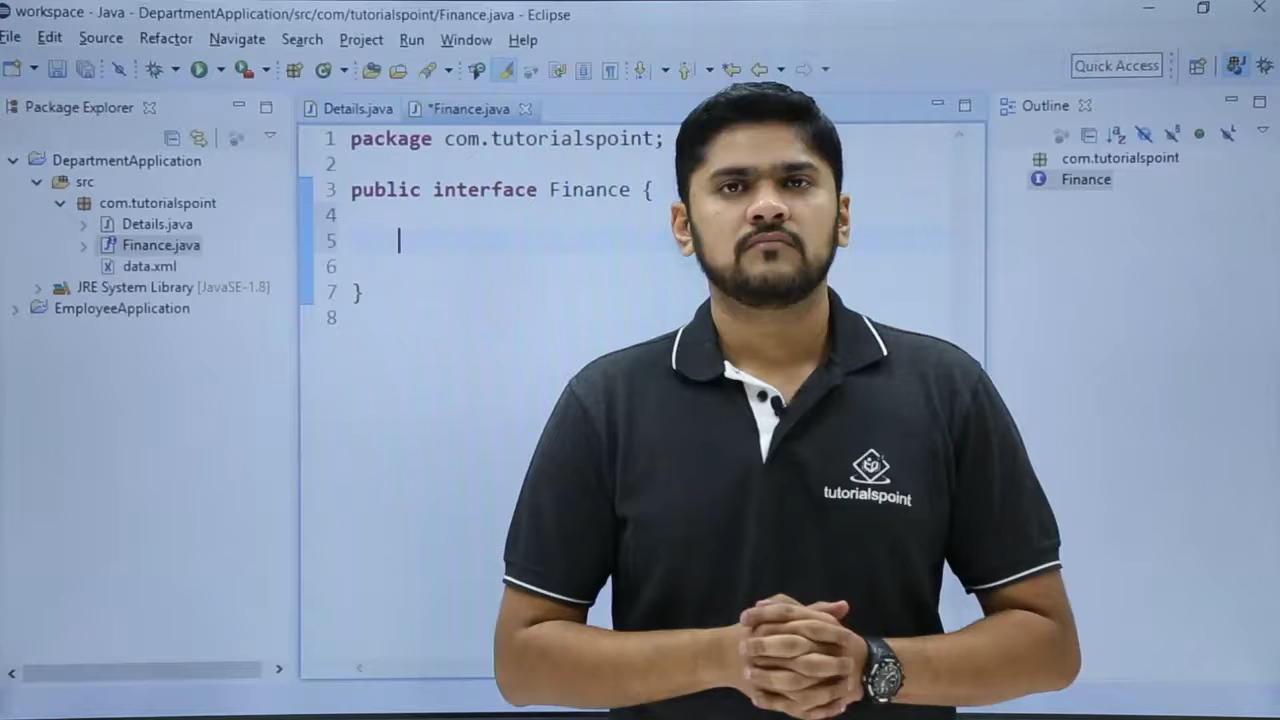 workspace - Java - DepartmentApplication/src/com/tutorialspoint/Finance.java - Eclipse
File Edit Source Refactor Navigate Search Project Run Window Help
Quick Access
Package Explorer
DepartmentApplication
src
com.tutorialspoint
Details.java
Finance.java
data.xml
JRE System Library [JavaSE-1.8]
EmployeeApplication
Details.java *Finance.java
1 package com.tutorialspoint;
2
3 public interface Finance {
4
5
6
7 }
8
Outline
com.tutorialspoint
Finance
tutorialspoint